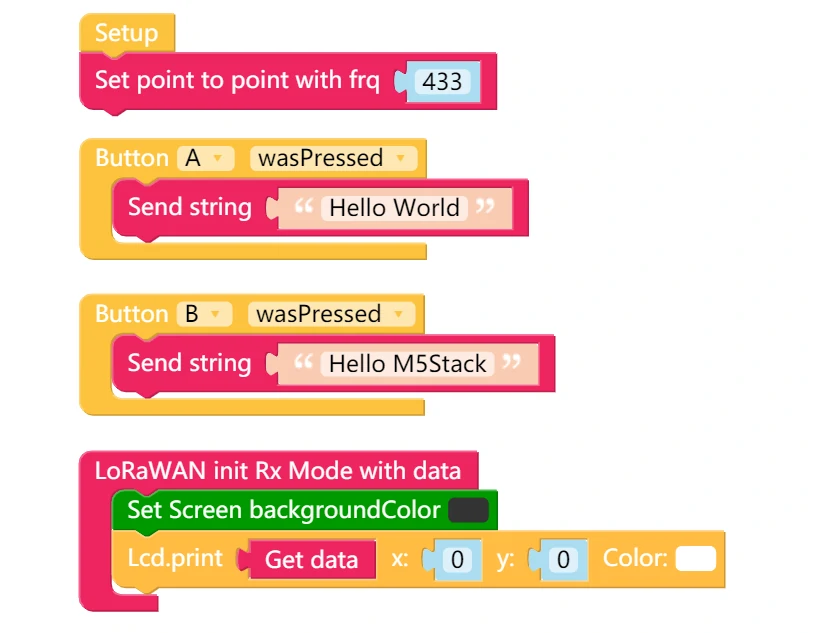 Setup
Set point to point with frq 433
Button A wasPressed
Send string “ Hello World ”
Button B wasPressed
Send string “ Hello M5Stack ”
LoRaWAN init Rx Mode with data
Set Screen backgroundColor
Lcd.print Get data x: 0 y: 0 Color: